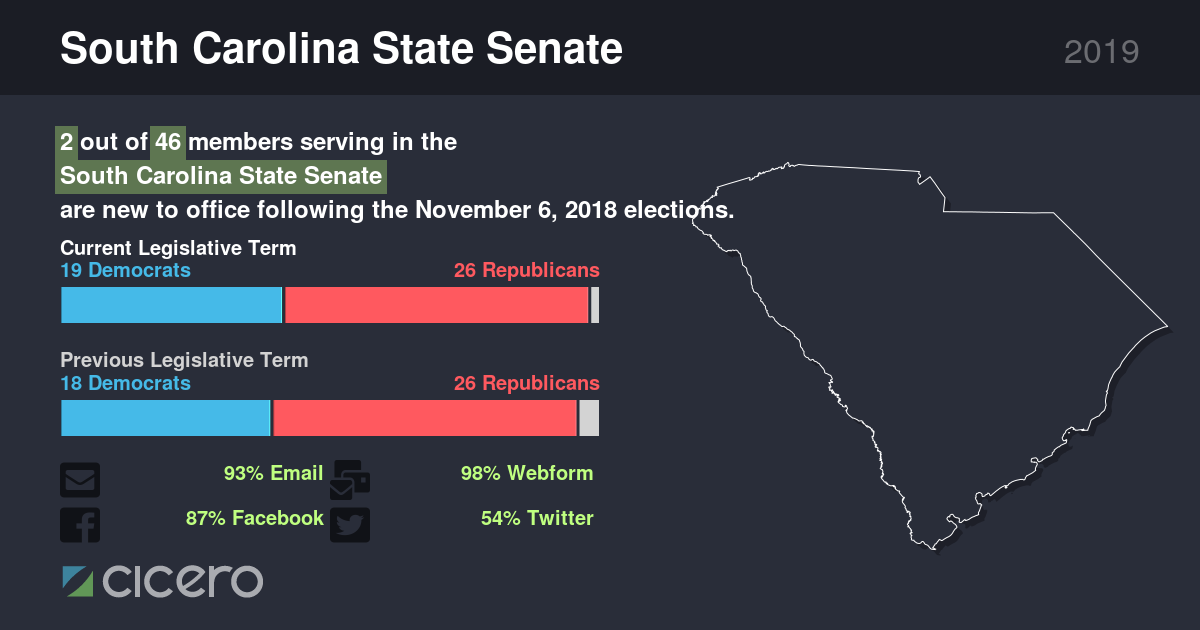 South Carolina State Senate
2019
2 out of 46 members serving in the
South Carolina State Senate
are new to office following the November 6, 2018 elections.
Current Legislative Term
19 Democrats
26 Republicans
Previous Legislative Term
18 Democrats
26 Republicans
93% Email
98% Webform
87% Facebook
54% Twitter
cicero